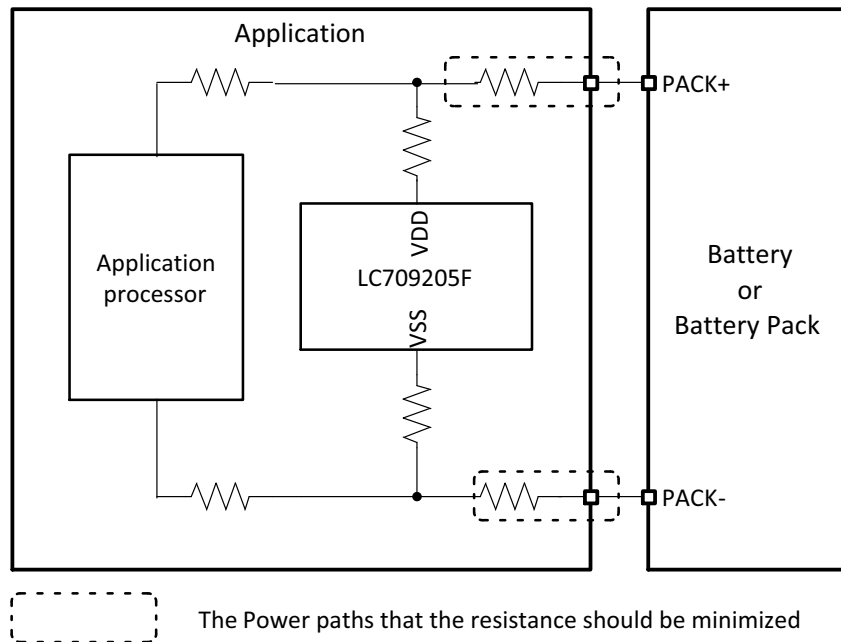 Application
PACK+
VDD
Application
processor
LC709205F
VSS
Battery
or
Battery Pack
PACK-
The Power paths that the resistance should be minimized